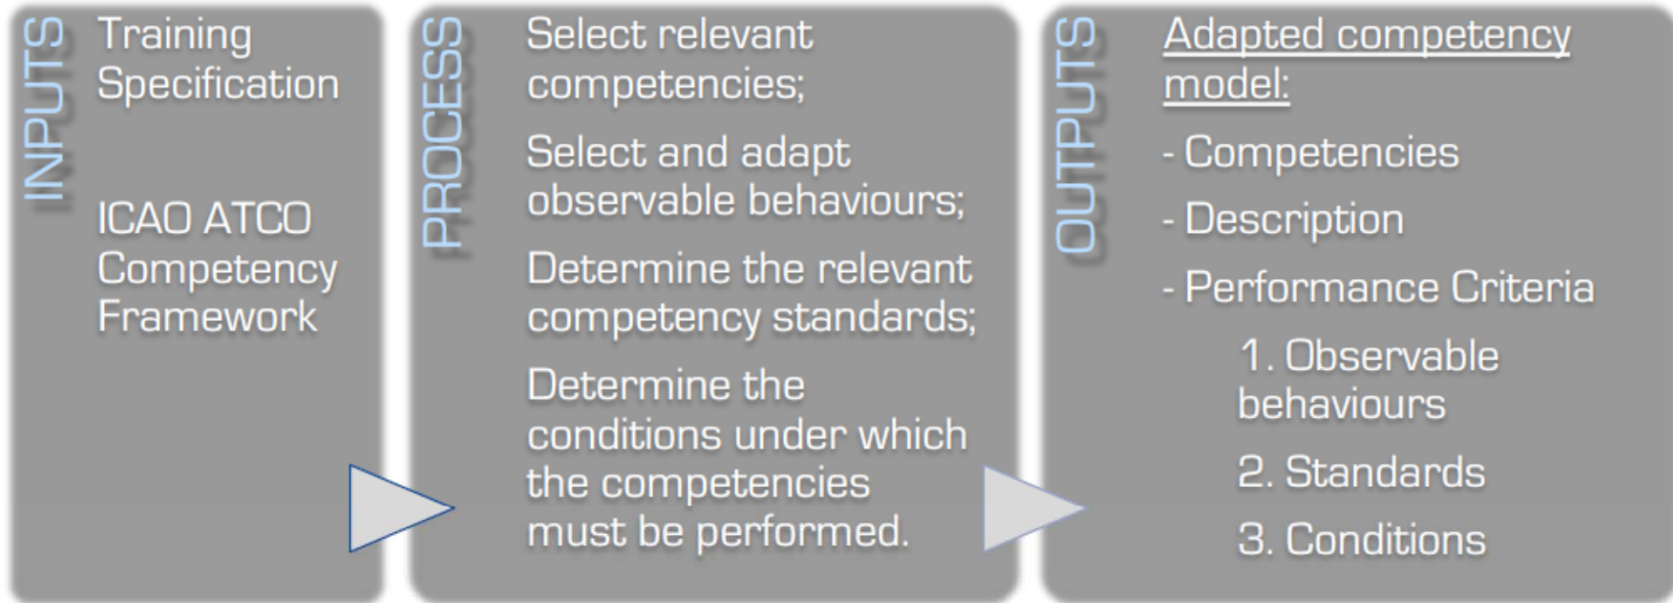 INPUTS
Training
Specification
ICAO ATCO
Competency
Framework
PROCESS
Select relevant
competencies;
Select and adapt
observable behaviours;
Determine the relevant
competency standards;
Determine the
conditions under which
the competencies
must be performed.
OUTPUTS
Adapted competency
model:
- Competencies
- Description
- Performance Criteria
1. Observable
behaviours
2. Standards
3. Conditions